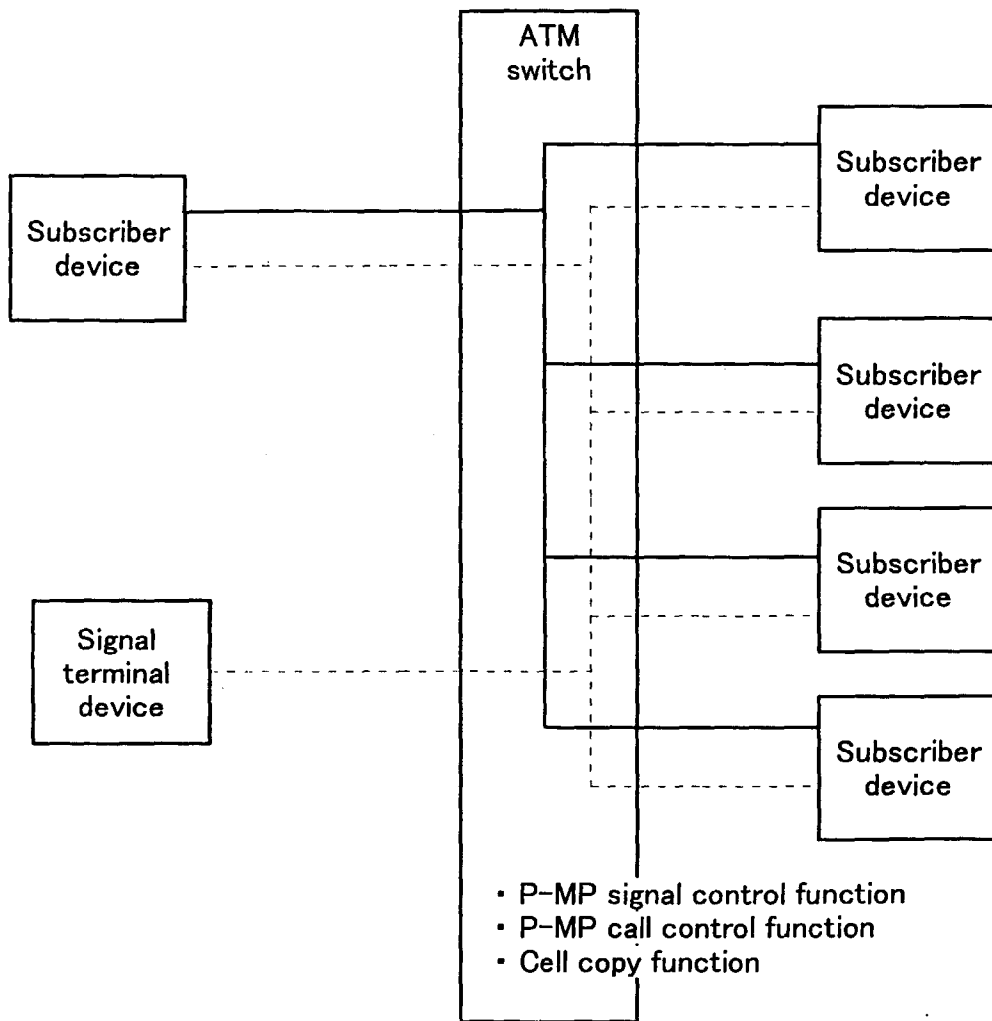 ATM
switch
Subscriber
device
Subscriber
device
Subscriber
device
Subscriber
device
Signal
terminal
device
Subscriber
device
・P-MP signal control function
・P-MP call control function
・Cell copy function